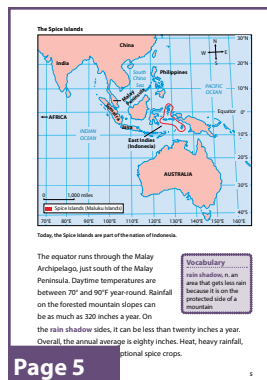 The Spice Islands
China
India
South
China
Sea
Philippines
PACIFIC
OCEAN
N
W
E
S
Malay
Peninsula
Sumatra
Java
Equator
AFRICA
INDIAN
OCEAN
East Indies
(Indonesia)
AUSTRALIA
30°N
20°N
10°N
0°
10°S
20°S
30°S
40°S
0
1,000 miles
Spice Islands (Maluku Islands)
70°E 80°E 90°E 100°E 110°E 120°E 130°E 140°E 150°E
Today, the Spice Islands are part of the nation of Indonesia.
The equator runs through the Malay
Archipelago, just south of the Malay
Peninsula. Daytime temperatures are
between 70° and 90°F year-round. Rainfall
on the forested mountain slopes can
be as much as 320 inches a year. On
the rain shadow sides, it can be less than twenty inches a year.
Overall, the annual average is eighty inches. Heat, heavy rainfall,
ptional spice crops.
Vocabulary
rain shadow, n. an
area that gets less rain
because it is on the
protected side of a
mountain
Page 5
5